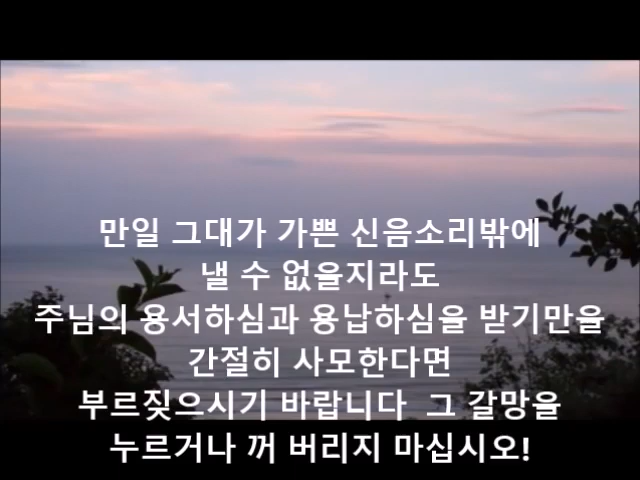 만일 그대가 가쁜 신음소리밖에
낼 수 없을지라도
주님의 용서하심과 용납하심을 받기만을
간절히 사모한다면
부르짖으시기 바랍니다 그 갈망을
누르거나 꺼 버리지 마십시오!